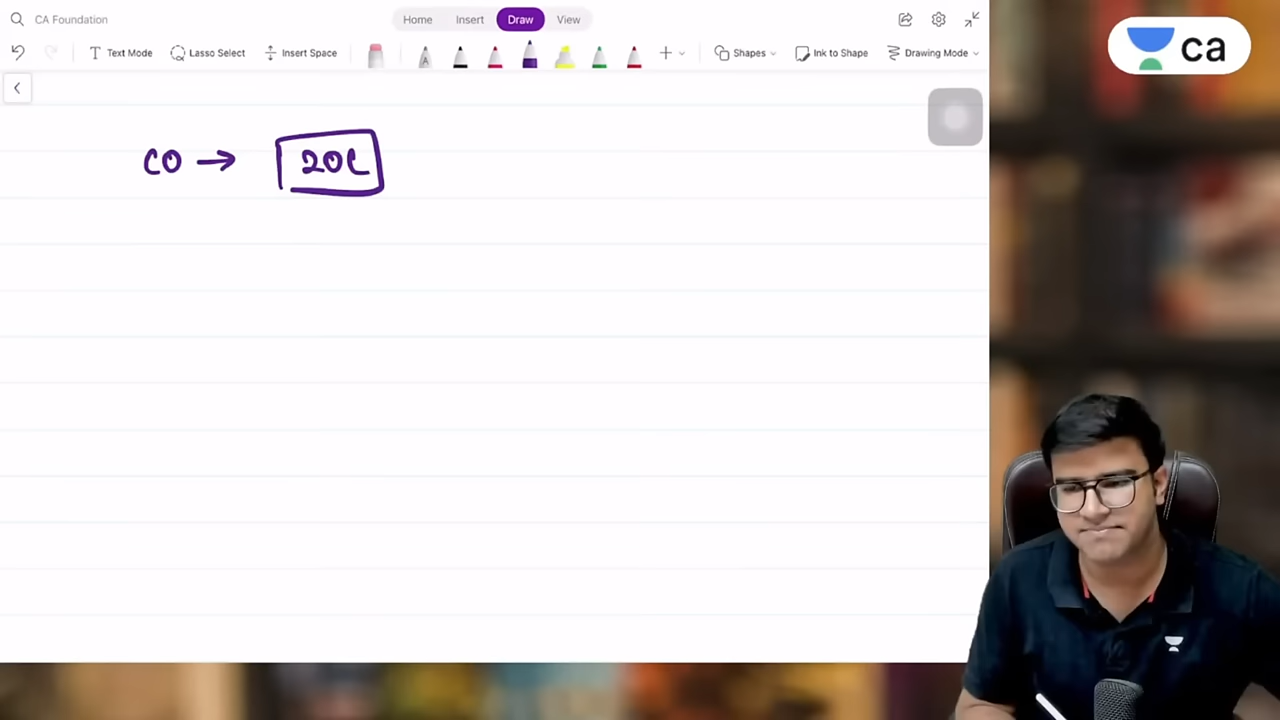 CA Foundation
Home Insert Draw View
Text Mode Lasso Select Insert Space Shapes Ink to Shape Drawing Mode
ca
CO → 20C